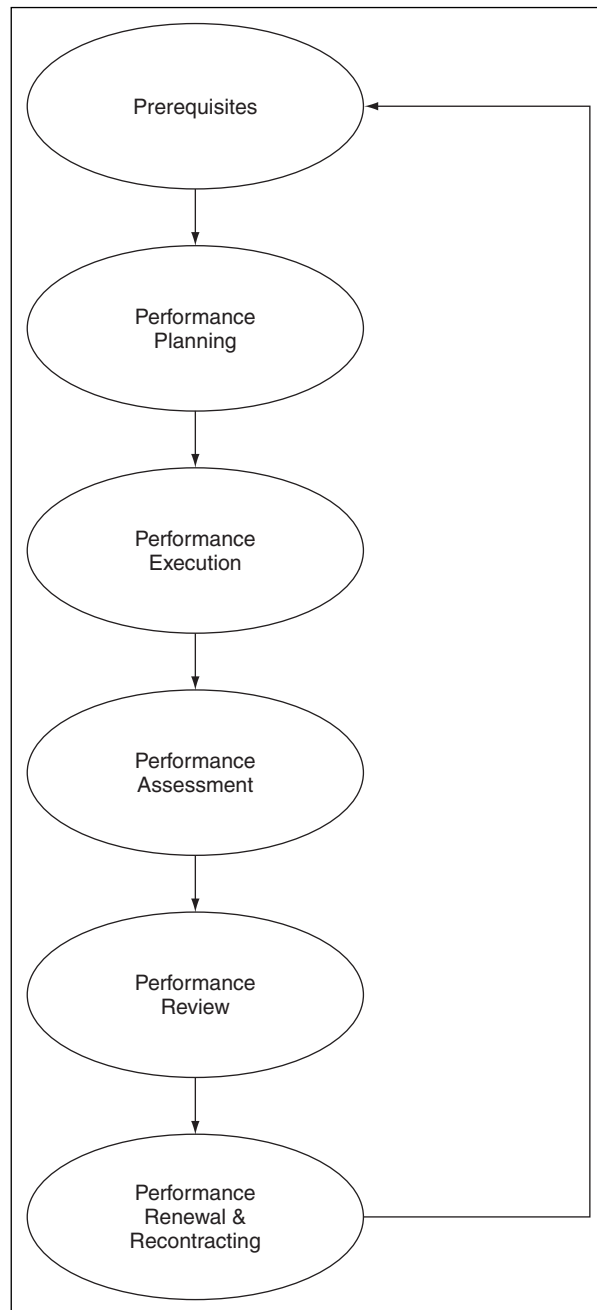 Prerequisites
Performance
Planning
Performance
Execution
Performance
Assessment
Performance
Review
Performance
Renewal &
Recontracting